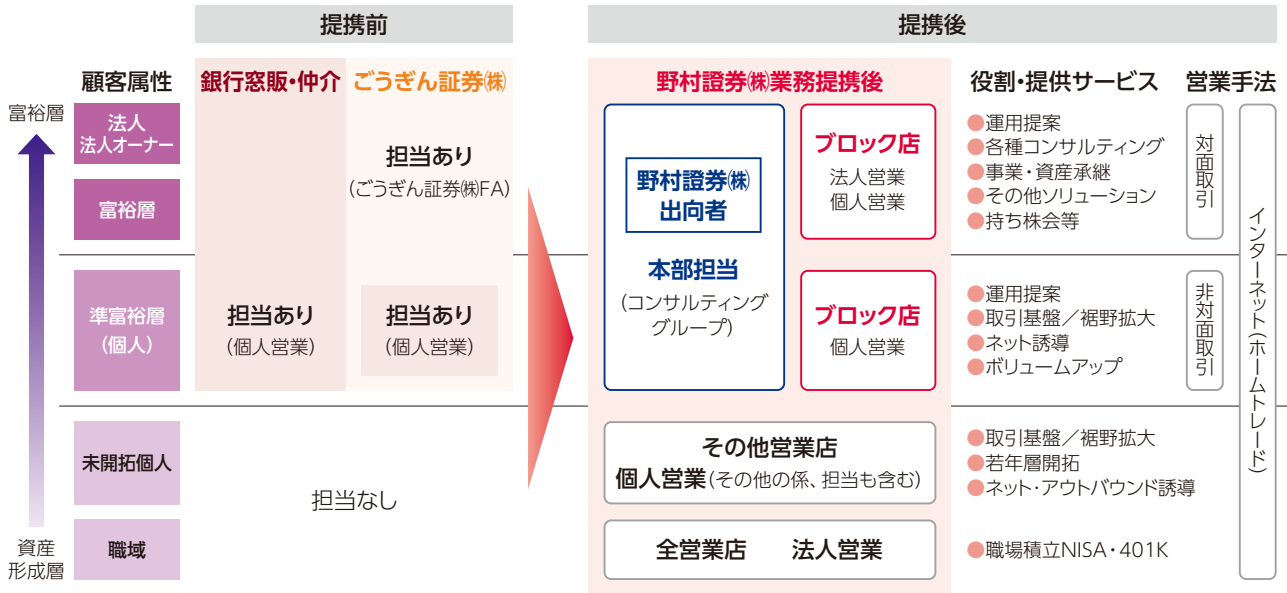 提携前
提携後
顧客属性
銀行窓販・仲介
ごうぎん証券㈱
野村證券㈱業務提携後
役割・提供サービス
営業手法
富裕層
資産
形成層
法人
法人オーナー
富裕層
準富裕層
(個人)
未開拓個人
職域
担当あり
(個人営業)
担当あり
(ごうぎん証券㈱FA)
担当あり
(個人営業)
担当なし
野村證券㈱
出向者
本部担当
(コンサルティング
グループ)
ブロック店
法人営業
個人営業
ブロック店
個人営業
その他営業店
個人営業(その他の係、担当も含む)
全営業店 法人営業
●運用提案
●各種コンサルティング
●事業・資産承継
●その他ソリューション
●持ち株会等
●運用提案
●取引基盤／裾野拡大
●ネット誘導
●ボリュームアップ
●取引基盤／裾野拡大
●若年層開拓
●ネット・アウトバウンド誘導
●職場積立NISA・401K
対面取引
非対面取引
インターネット(ホームトレード)